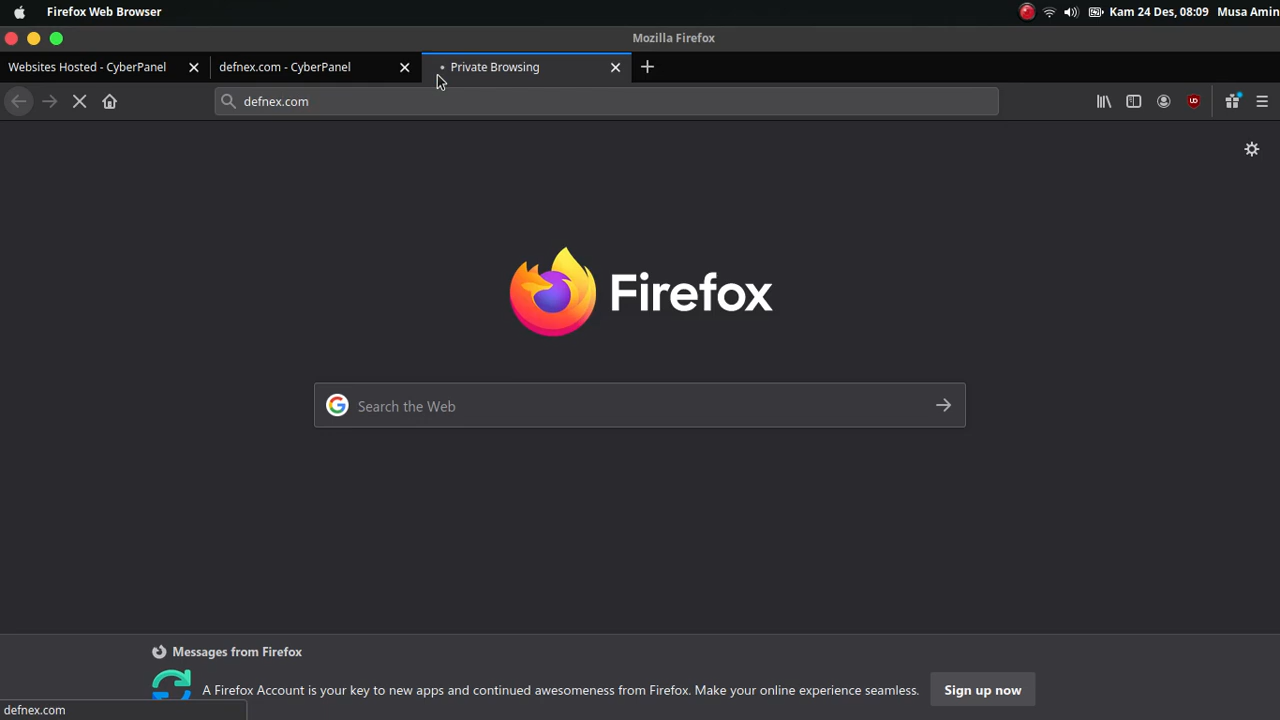 Firefox Web Browser
Kam 24 Des, 08:09 Musa Amin
Mozilla Firefox
Websites Hosted - CyberPanel
defnex.com - CyberPanel
Private Browsing
defnex.com
Firefox
Search the Web
Messages from Firefox
A Firefox Account is your key to new apps and continued awesomeness from Firefox. Make your online experience seamless.
Sign up now
defnex.com